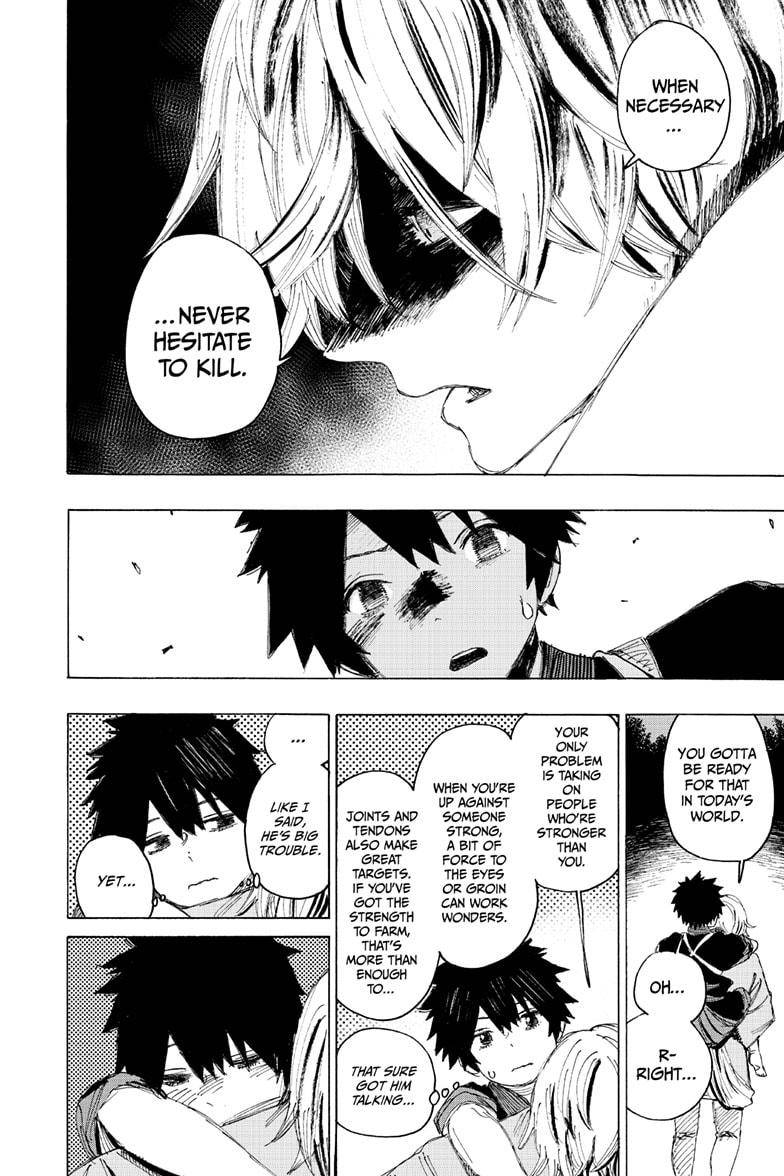 WHEN
NECESSARY
...
...NEVER
HESITATE
TO KILL.
YOU GOTTA
BE READY
FOR THAT
IN TODAY'S
WORLD.
OH...
R-
RIGHT...
YOUR
ONLY
PROBLEM
IS TAKING
ON
PEOPLE
WHO'RE
STRONGER
THAN
YOU.
WHEN YOU'RE
UP AGAINST
SOMEONE
STRONG,
A BIT OF
FORCE TO
THE EYES
OR GROIN
CAN WORK
WONDERS.
JOINTS AND
TENDONS
ALSO MAKE
GREAT
TARGETS.
IF YOU'VE
GOT THE
STRENGTH
TO FARM,
THAT'S
MORE THAN
ENOUGH
TO...
THAT SURE
GOT HIM
TALKING...
...
LIKE I
SAID,
HE'S BIG
TROUBLE.
YET...